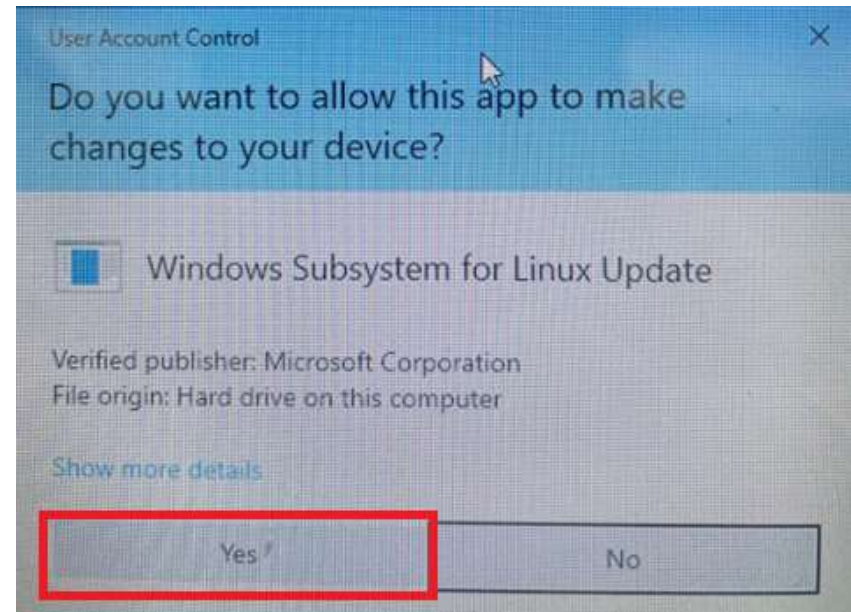 User Account Control
Do you want to allow this app to make
changes to your device?
Windows Subsystem for Linux Update
Verified publisher: Microsoft Corporation
File origin: Hard drive on this computer
Show more details
Yes
No